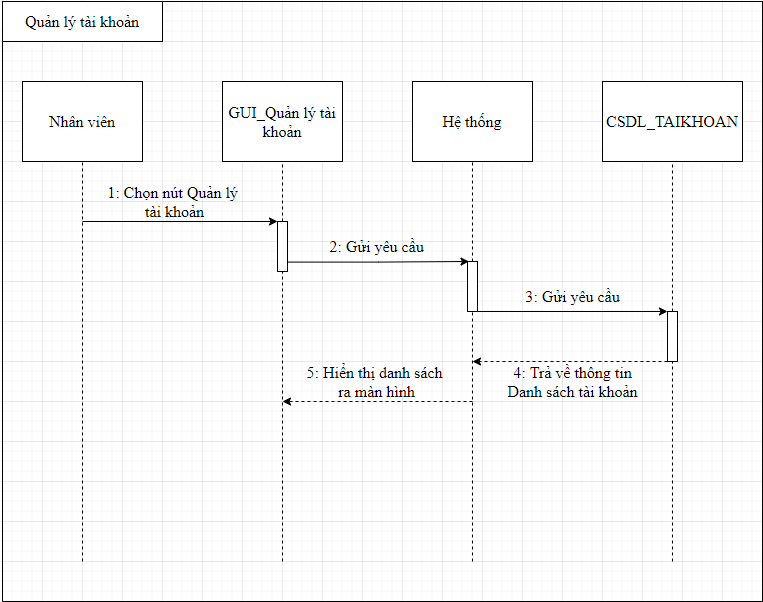 Quản lý tài khoản
Nhân viên
GUI_Quản lý tài
khoản
Hệ thống
CSDL_TAIKHOAN
1: Chọn nút Quản lý
tài khoản
2: Gửi yêu cầu
3: Gửi yêu cầu
4: Trả về thông tin
Danh sách tài khoản
5: Hiển thị danh sách
ra màn hình